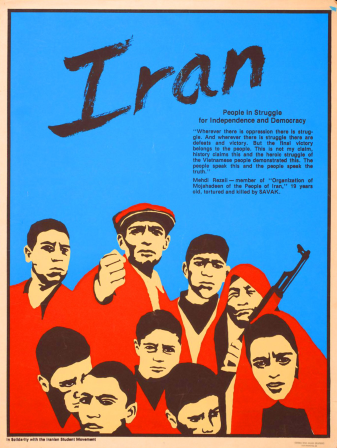 Iran
People in Struggle
for Independence and Democracy
"Wherever there is oppression there is strug-
gle. And wherever there is struggle there are
defeats and victory. But the final victory
belongs to the people. This is not my claim,
history claims this and the heroic struggle of
the Vietnamese people demonstrated this. The
people speak this and the people speak the
truth."
Mehdi Rezaii — member of "Organisation of
Mojahedeen of the People of Iran," 19 years
old, tortured and killed by SAVAK.
In Solidarity with the Iranian Student Movement